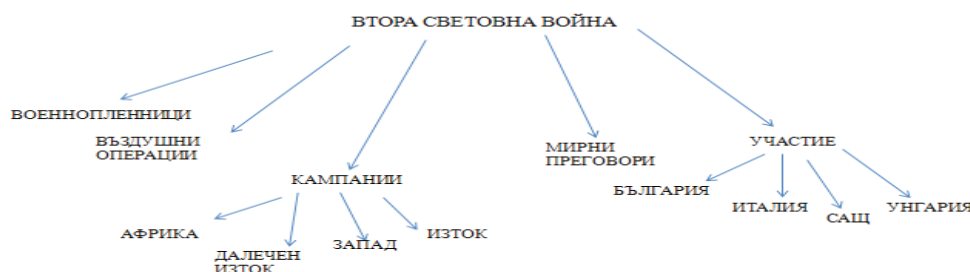 ВТОРА СВЕТОВНА ВОЙНА
ВОЕННОПЛЕННИЦИ
ВЪЗДУШНИ
ОПЕРАЦИИ
КАМПАНИИ
МИРНИ
ПРЕГОВОРИ
УЧАСТИЕ
АФРИКА
ДАЛЕЧЕН
ИЗТОК
ЗАПАД
ИЗТОК
БЪЛГАРИЯ
ИТАЛИЯ
САЩ
УНГАРИЯ